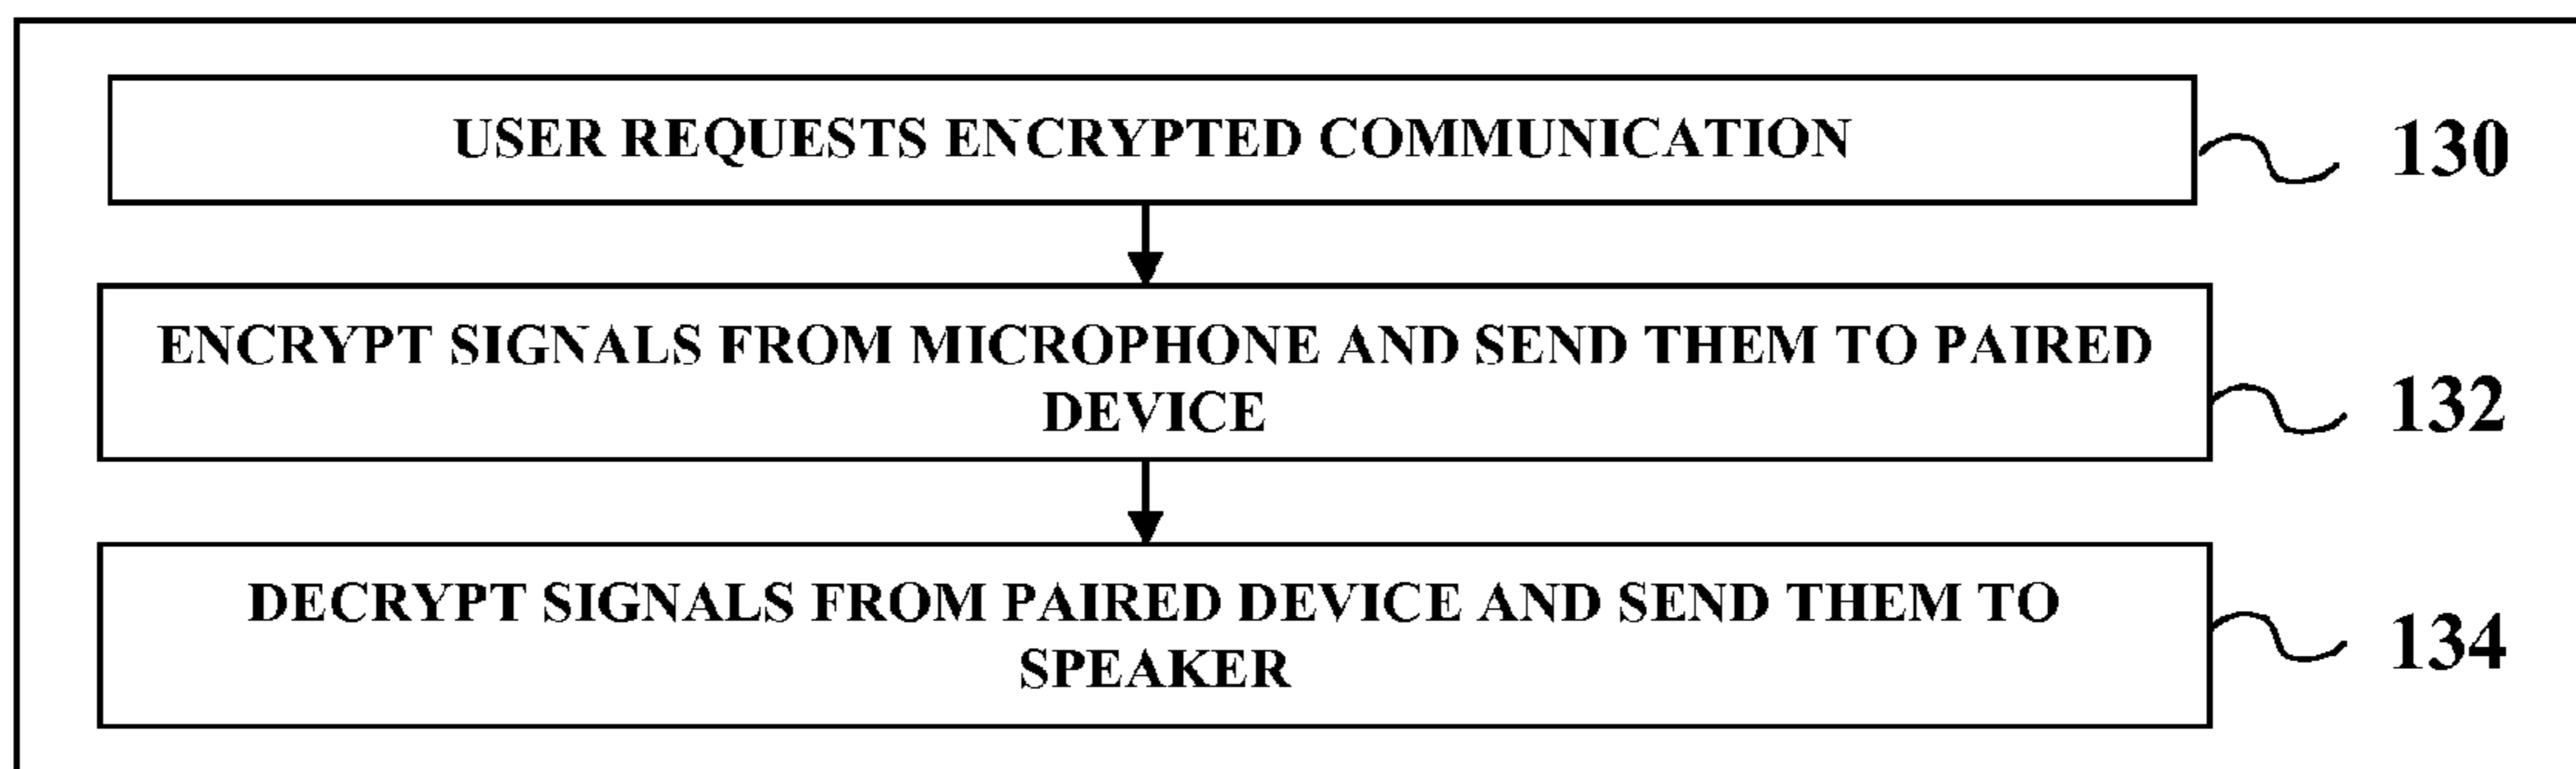 USER REQUESTS ENCRYPTED COMMUNICATION
130
ENCRYPT SIGNALS FROM MICROPHONE AND SEND THEM TO PAIRED
DEVICE
132
DECRYPT SIGNALS FROM PAIRED DEVICE AND SEND THEM TO
SPEAKER
134